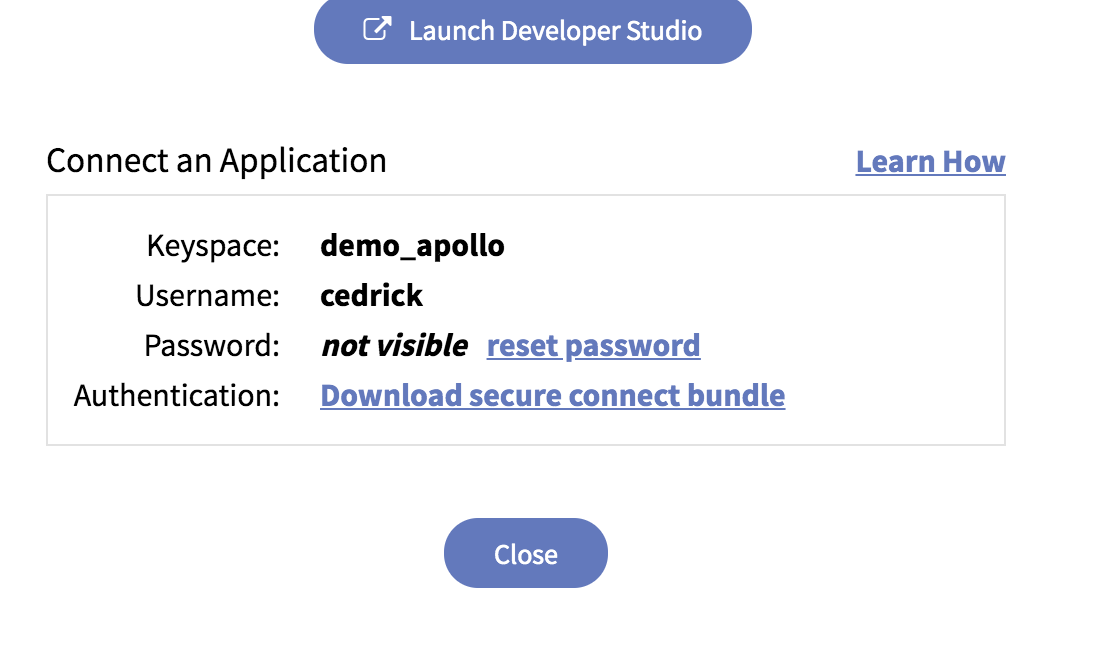 Launch Developer Studio
Connect an Application Learn How
Keyspace: demo_apollo
Username: cedrick
Password: not visible reset password
Authentication: Download secure connect bundle
Close